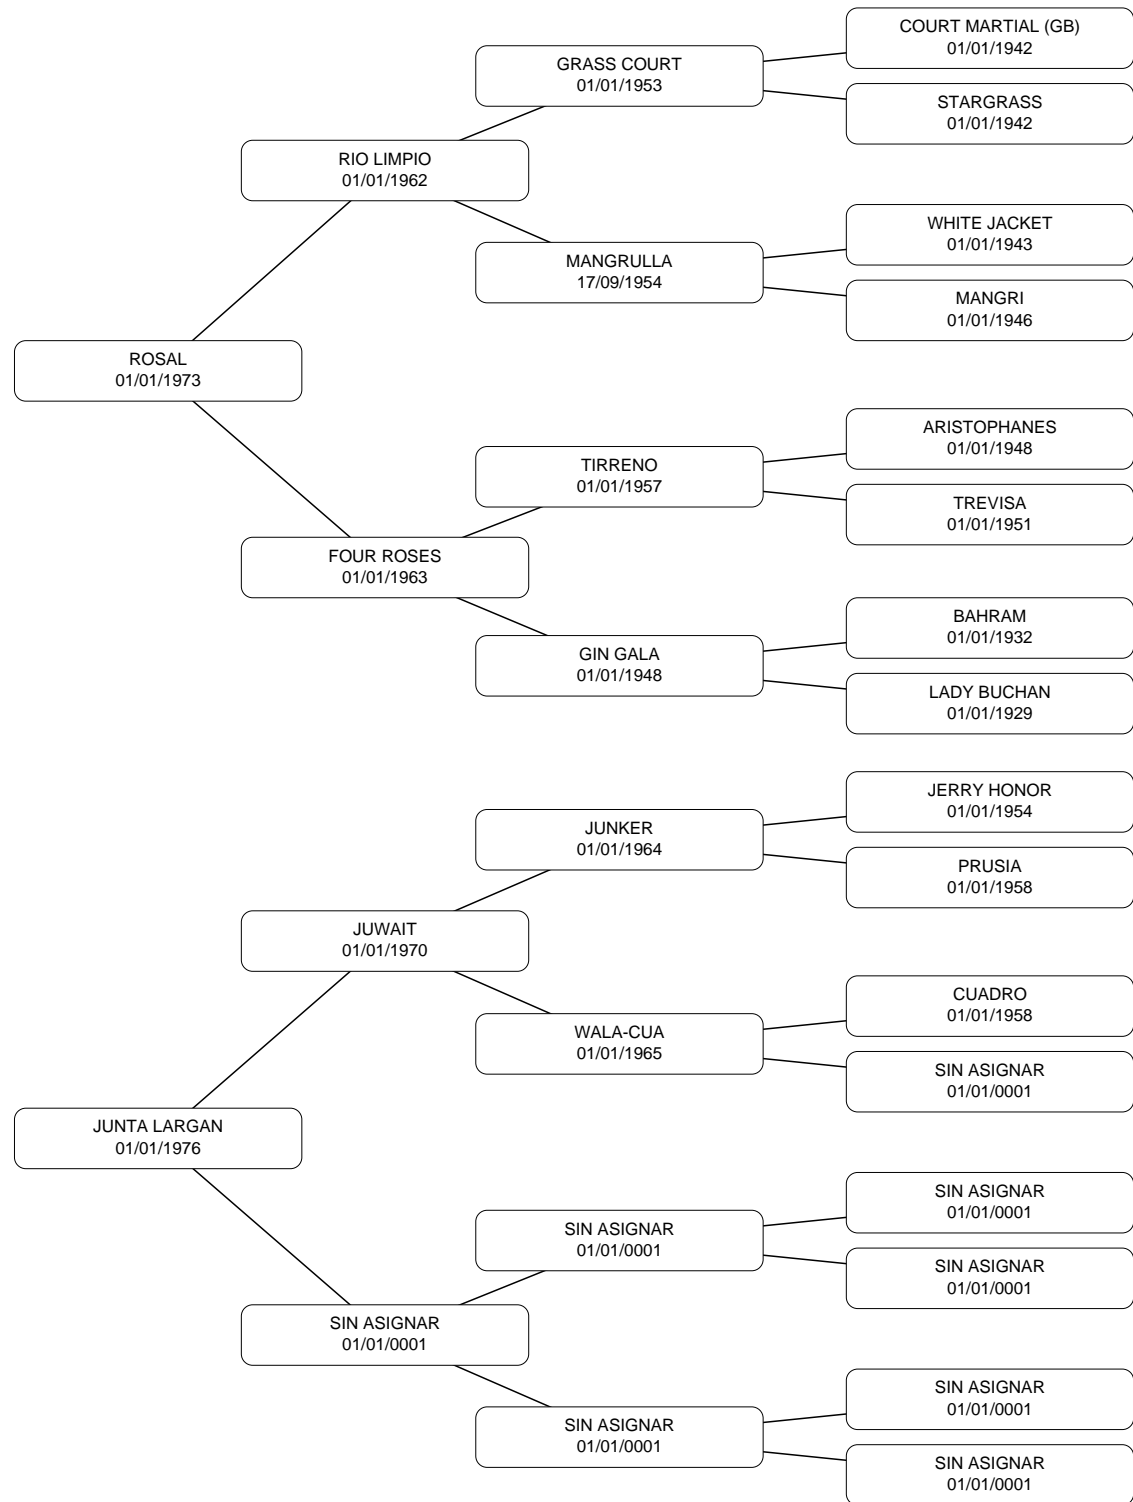 COURT MARTIAL (GB)
01/01/1942
GRASS COURT
01/01/1953
STARGRASS
01/01/1942
RIO LIMPIO
01/01/1962
WHITE JACKET
01/01/1943
MANGRULLA
17/09/1954
MANGRI
01/01/1946
ROSAL
01/01/1973
ARISTOPHANES
01/01/1948
TIRRENO
01/01/1957
TREVISA
01/01/1951
FOUR ROSES
01/01/1963
BAHRAM
01/01/1932
GIN GALA
01/01/1948
LADY BUCHAN
01/01/1929
JERRY HONOR
01/01/1954
JUNKER
01/01/1964
PRUSIA
01/01/1958
JUWAIT
01/01/1970
CUADRO
01/01/1958
WALA-CUA
01/01/1965
SIN ASIGNAR
01/01/0001
JUNTA LARGAN
01/01/1976
SIN ASIGNAR
01/01/0001
SIN ASIGNAR
01/01/0001
SIN ASIGNAR
01/01/0001
SIN ASIGNAR
01/01/0001
SIN ASIGNAR
01/01/0001
SIN ASIGNAR
01/01/0001
SIN ASIGNAR
01/01/0001